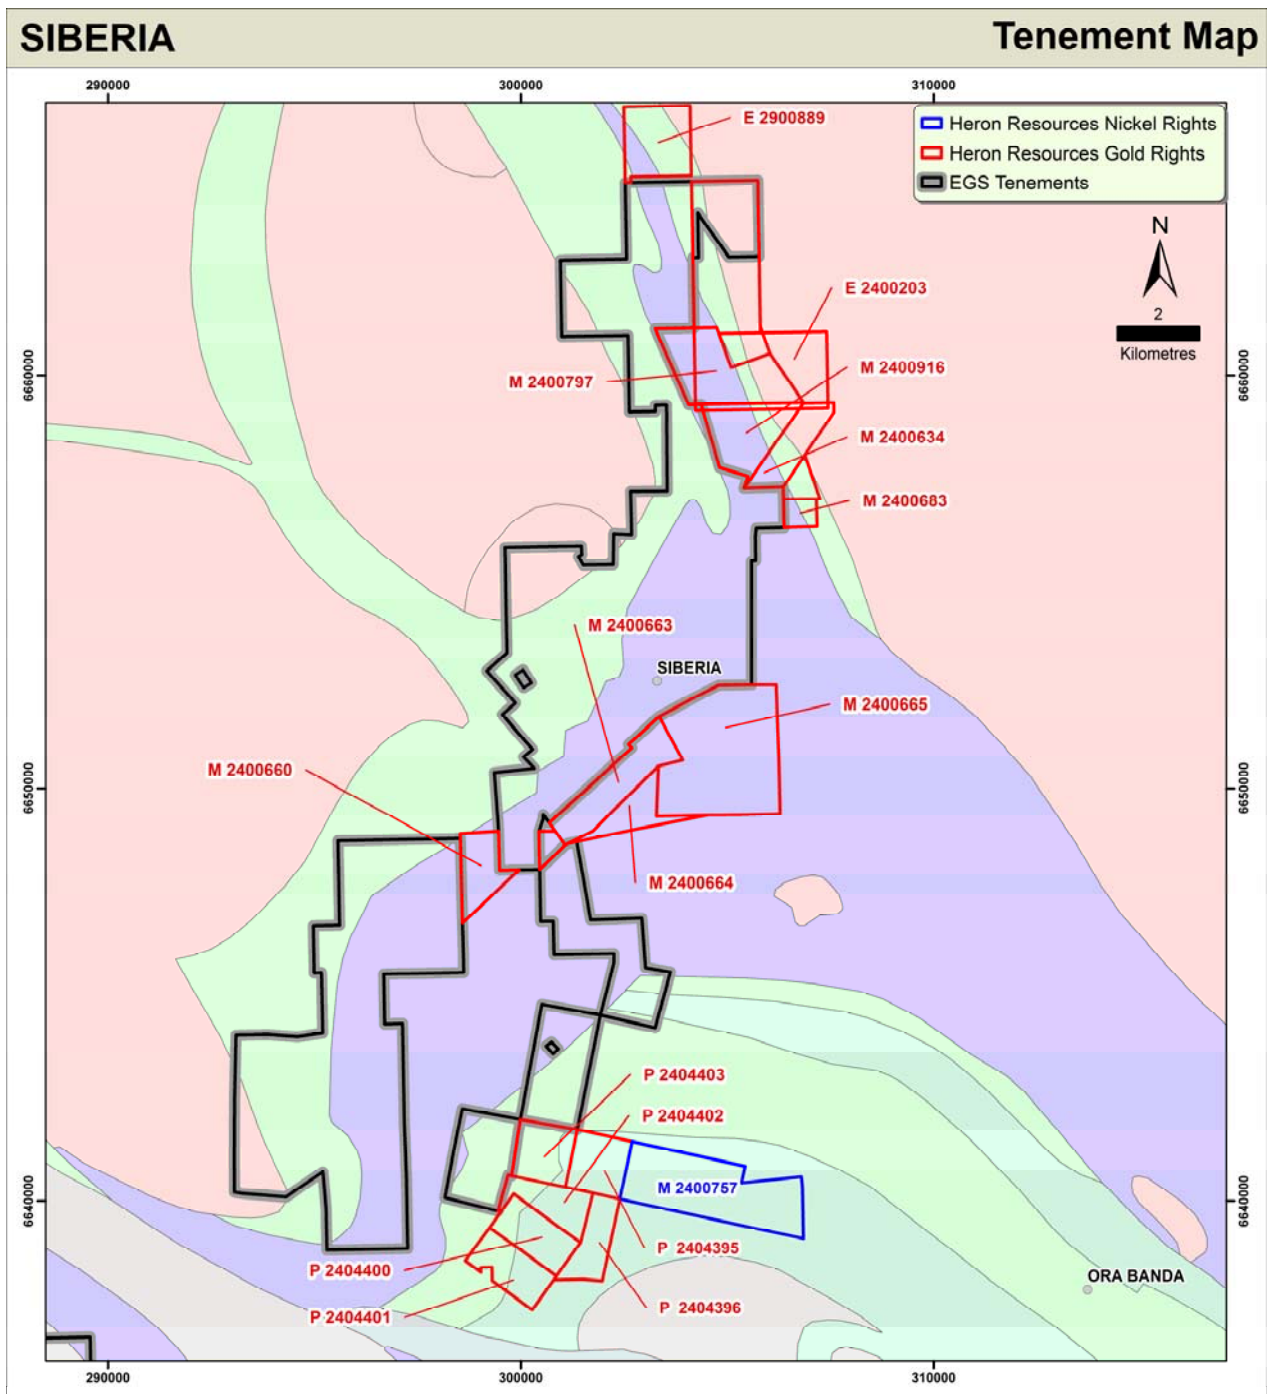 SIBERIA
Tenement Map
290000
300000
310000
Heron Resources Nickel Rights
Heron Resources Gold Rights
EGS Tenements
E 2900889
N
2
Kilometres
E 2400203
6660000
6660000
M 2400797
M 2400916
M 2400634
M 2400683
M 2400663
SIBERIA
M 2400665
M 2400660
6650000
6650000
M 2400664
P 2404403
P 2404402
M 2400757
6640000
6640000
P 2404395
P 2404400
ORA BANDA
P 2404401
P 2404396
290000
300000
310000